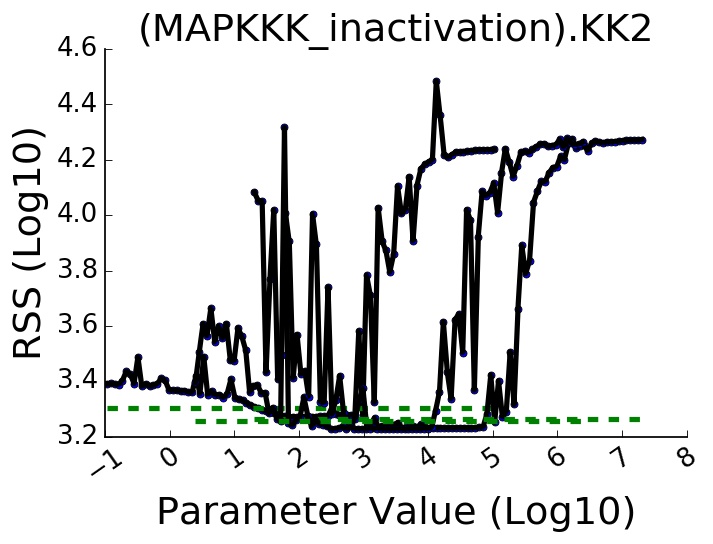 (MAPKKK_inactivation).KK2
RSS (Log10)
4.6
4.4
4.2
4.0
3.8
3.6
3.4
3.2
−1 0 1 2 3 4 5 6 7 8
Parameter Value (Log10)